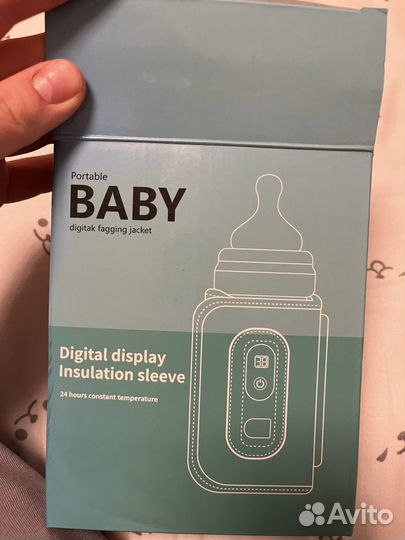 Portable
BABY
digitak fagging jacket
Digital display
Insulation sleeve
24 hours constant temperature
Avito